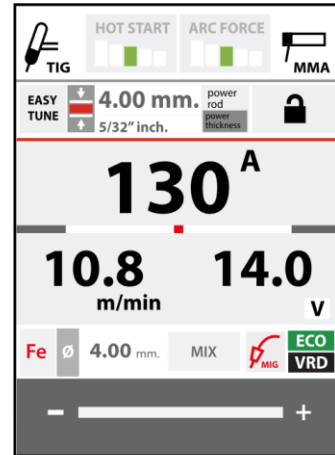 HOT START ARC FORCE
TIG
MMA
EASY TUNE
4.00 mm.
5/32” inch.
power rod
power thickness
130 A
10.8 m/min
14.0 V
Fe ø 4.00 mm. MIX MIG ECO VRD
- +